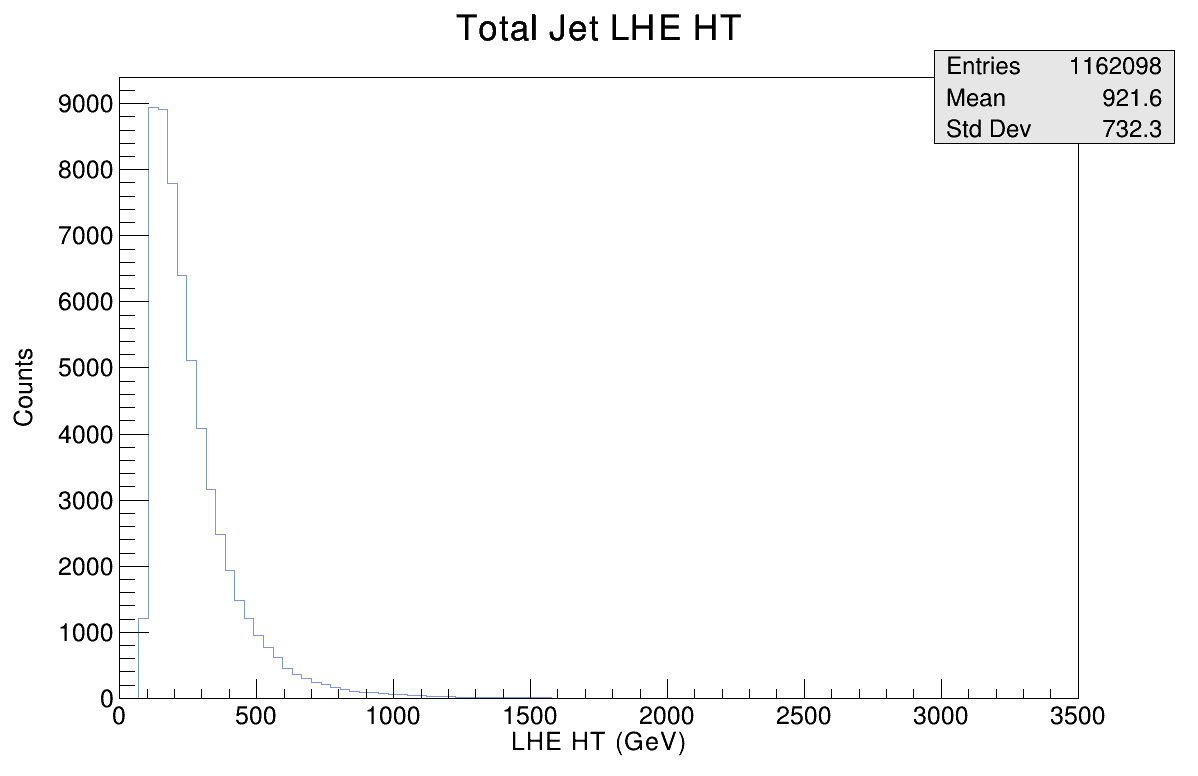 Total Jet LHE HT
Entries 1162098
Mean 921.6
Std Dev 732.3
9000
8000
7000
6000
5000
4000
3000
2000
1000
0
Counts
0 500 1000 1500 2000 2500 3000 3500
LHE HT (GeV)